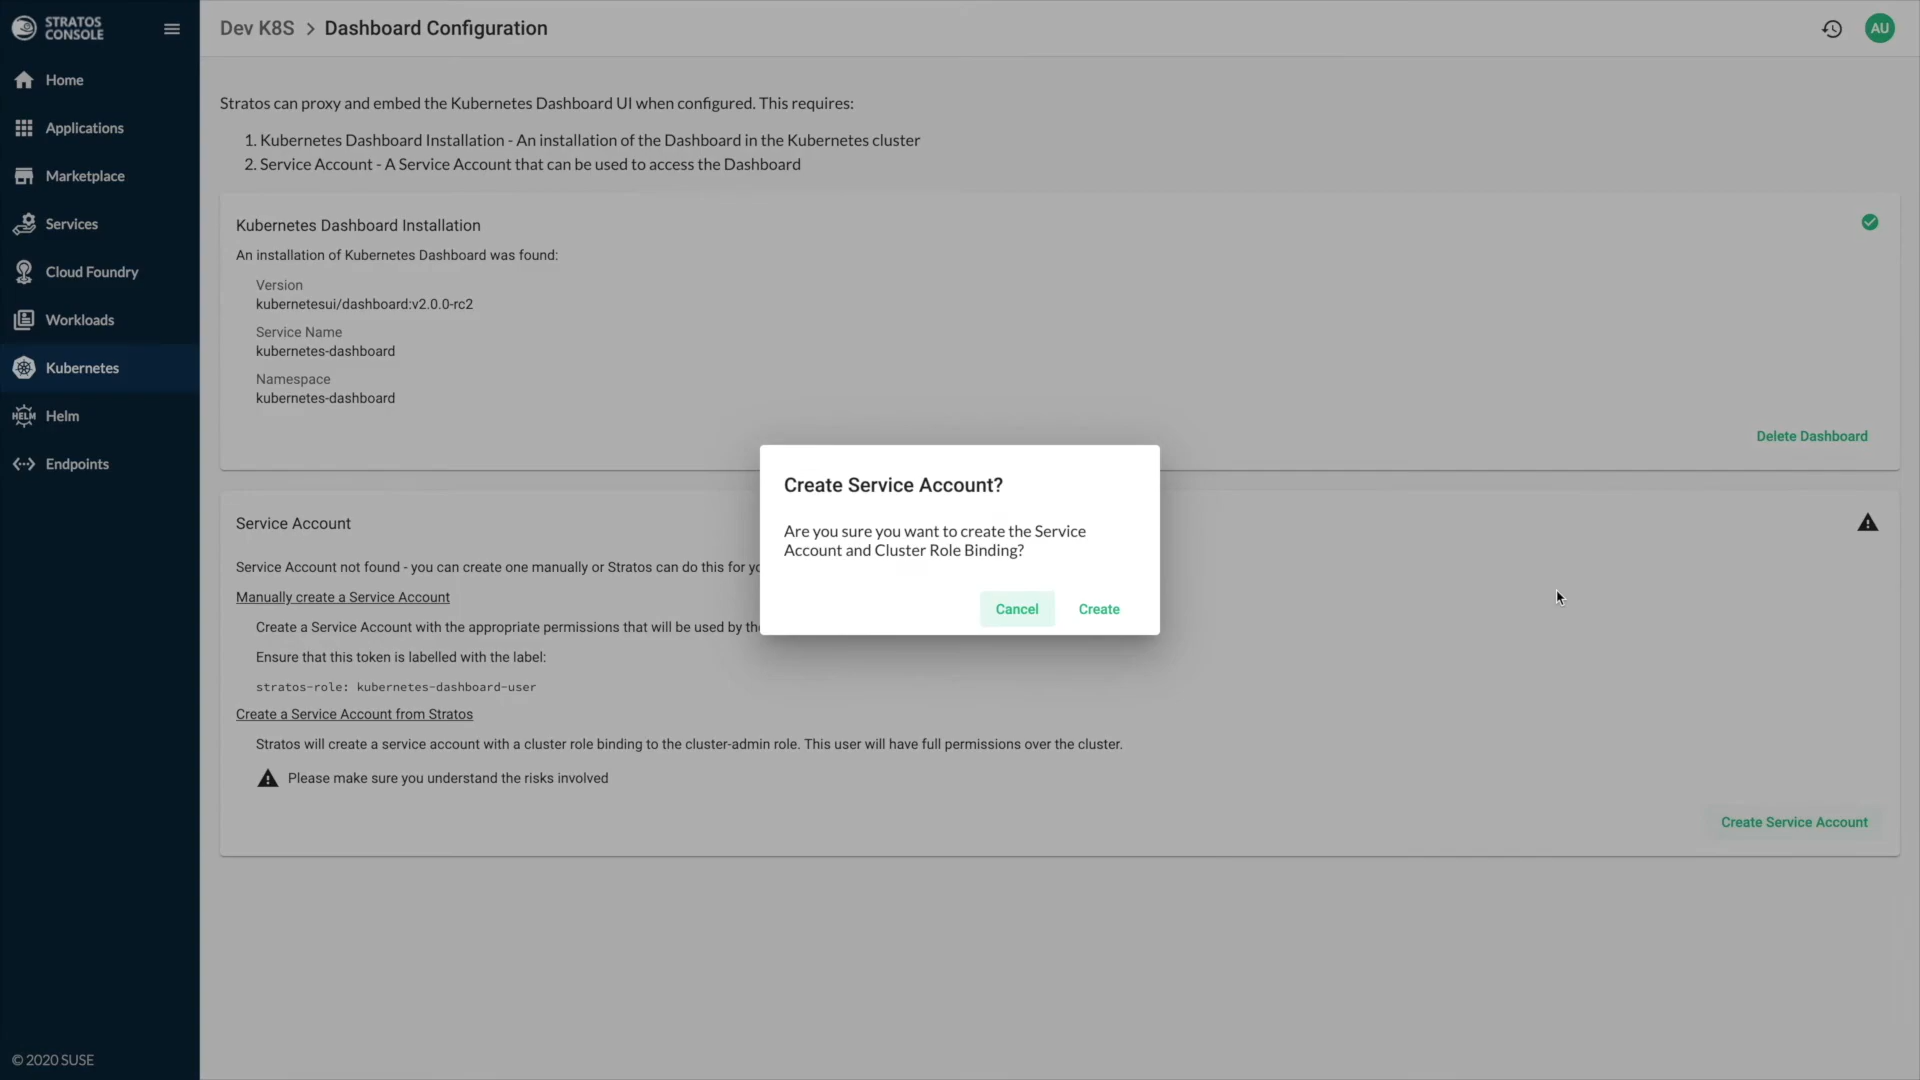 STRATOS
CONSOLE
Home
Applications
Marketplace
Services
Cloud Foundry
Workloads
Kubernetes
HELM Helm
Endpoints
© 2020 SUSE
Dev K8S > Dashboard Configuration
AU
Stratos can proxy and embed the Kubernetes Dashboard UI when configured. This requires:
1. Kubernetes Dashboard Installation - An installation of the Dashboard in the Kubernetes cluster
2. Service Account - A Service Account that can be used to access the Dashboard
Kubernetes Dashboard Installation
An installation of Kubernetes Dashboard was found:
Version
kubernetesui/dashboard:v2.0.0-rc2
Service Name
kubernetes-dashboard
Namespace
kubernetes-dashboard
Delete Dashboard
Create Service Account?
Are you sure you want to create the Service
Account and Cluster Role Binding?
Cancel Create
Service Account
Service Account not found - you can create one manually or Stratos can do this for
Manually create a Service Account
Create a Service Account with the appropriate permissions that will be used by
Ensure that this token is labelled with the label:
stratos-role: kubernetes-dashboard-user
Create a Service Account from Stratos
Stratos will create a service account with a cluster role binding to the cluster-admin role. This user will have full permissions over the cluster.
Please make sure you understand the risks involved
Create Service Account